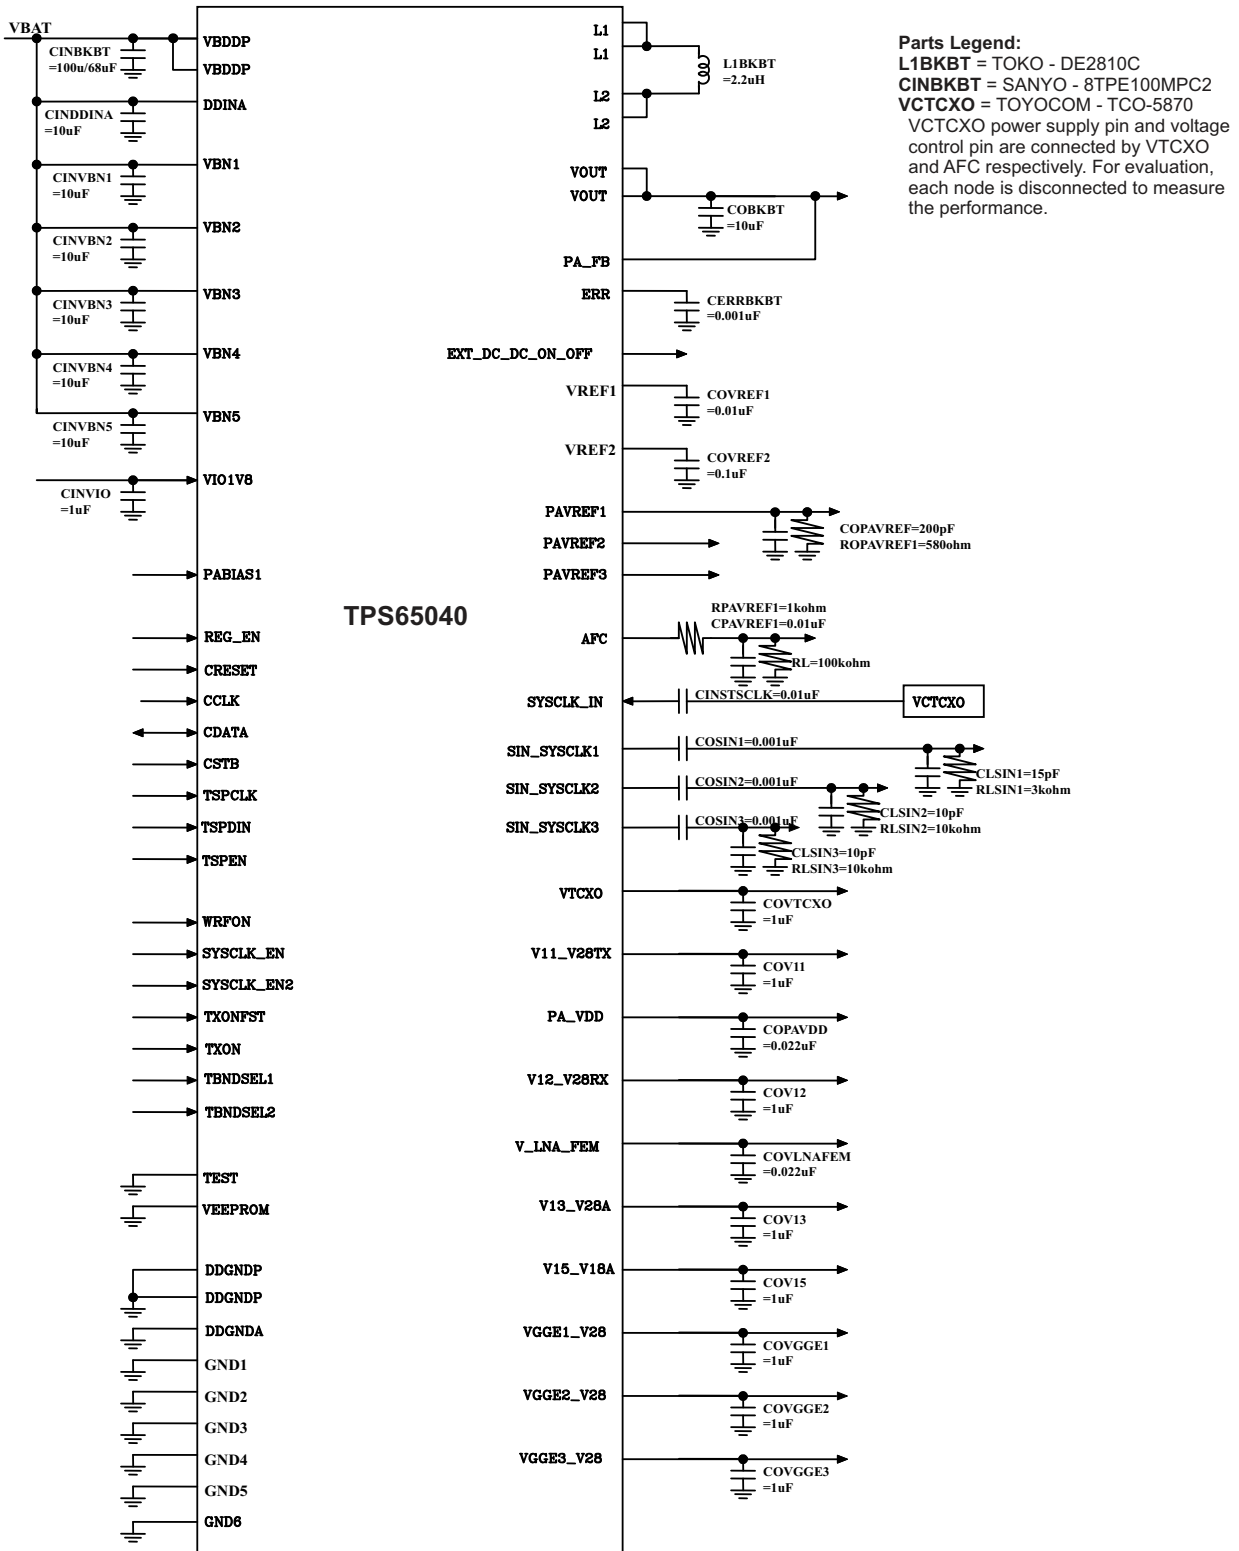 VBAT
CINBKBT
=100u/68uF
VBDDP
VBDDP
CINDDINA
=10uF
DDINA
CINVBN1
=10uF
VBN1
CINVBN2
=10uF
VBN2
CINVBN3
=10uF
VBN3
CINVBN4
=10uF
VBN4
CINVBN5
=10uF
VBN5
CINVIO
=1uF
VIO1V8
PABIAS1
REG_EN
CRESET
CCLK
CDATA
CSTB
TSPCLK
TSPDIN
TSPEN
WRFON
SYSCLK_EN
SYSCLK_EN2
TXONFST
TXON
TBNDSEL1
TBNDSEL2
TEST
VEEPROM
DDGNDP
DDGNDP
DDGNDA
GND1
GND2
GND3
GND4
GND5
GND6
TPS65040
L1
L1
L2
L2
L1BKBT
=2.2uH
VOUT
VOUT
COBKBT
=10uF
PA_FB
ERR
CERRBKBT
=0.001uF
EXT_DC_DC_ON_OFF
VREF1
COVREF1
=0.01uF
VREF2
COVREF2
=0.1uF
PAVREF1
COPAVREF=200pF
ROPAVREF1=580ohm
PAVREF2
PAVREF3
RPAVREF1=1kohm
CPAVREF1=0.01uF
AFC
RL=100kohm
SYSCLK_IN
CINSTSCLK=0.01uF
VCTCXO
SIN_SYSCLK1
COSIN1=0.001uF
CLSIN1=15pF
RLSIN1=3kohm
SIN_SYSCLK2
COSIN2=0.001uF
CLSIN2=10pF
RLSIN2=10kohm
SIN_SYSCLK3
COSIN3=0.001uF
CLSIN3=10pF
RLSIN3=10kohm
VTCXO
COVTCXO
=1uF
V11_V28TX
COV11
=1uF
PA_VDD
COPAVDD
=0.022uF
V12_V28RX
COV12
=1uF
V_LNA_FEM
COVLNAFEM
=0.022uF
V13_V28A
COV13
=1uF
V15_V18A
COV15
=1uF
VGGE1_V28
COVGGE1
=1uF
VGGE2_V28
COVGGE2
=1uF
VGGE3_V28
COVGGE3
=1uF
Parts Legend:
L1BKBT = TOKO - DE2810C
CINBKBT = SANYO - 8TPE100MPC2
VCTCXO = TOYOCOM - TCO-5870
VCTCXO power supply pin and voltage
control pin are connected by VTCXO
and AFC respectively. For evaluation,
each node is disconnected to measure
the performance.